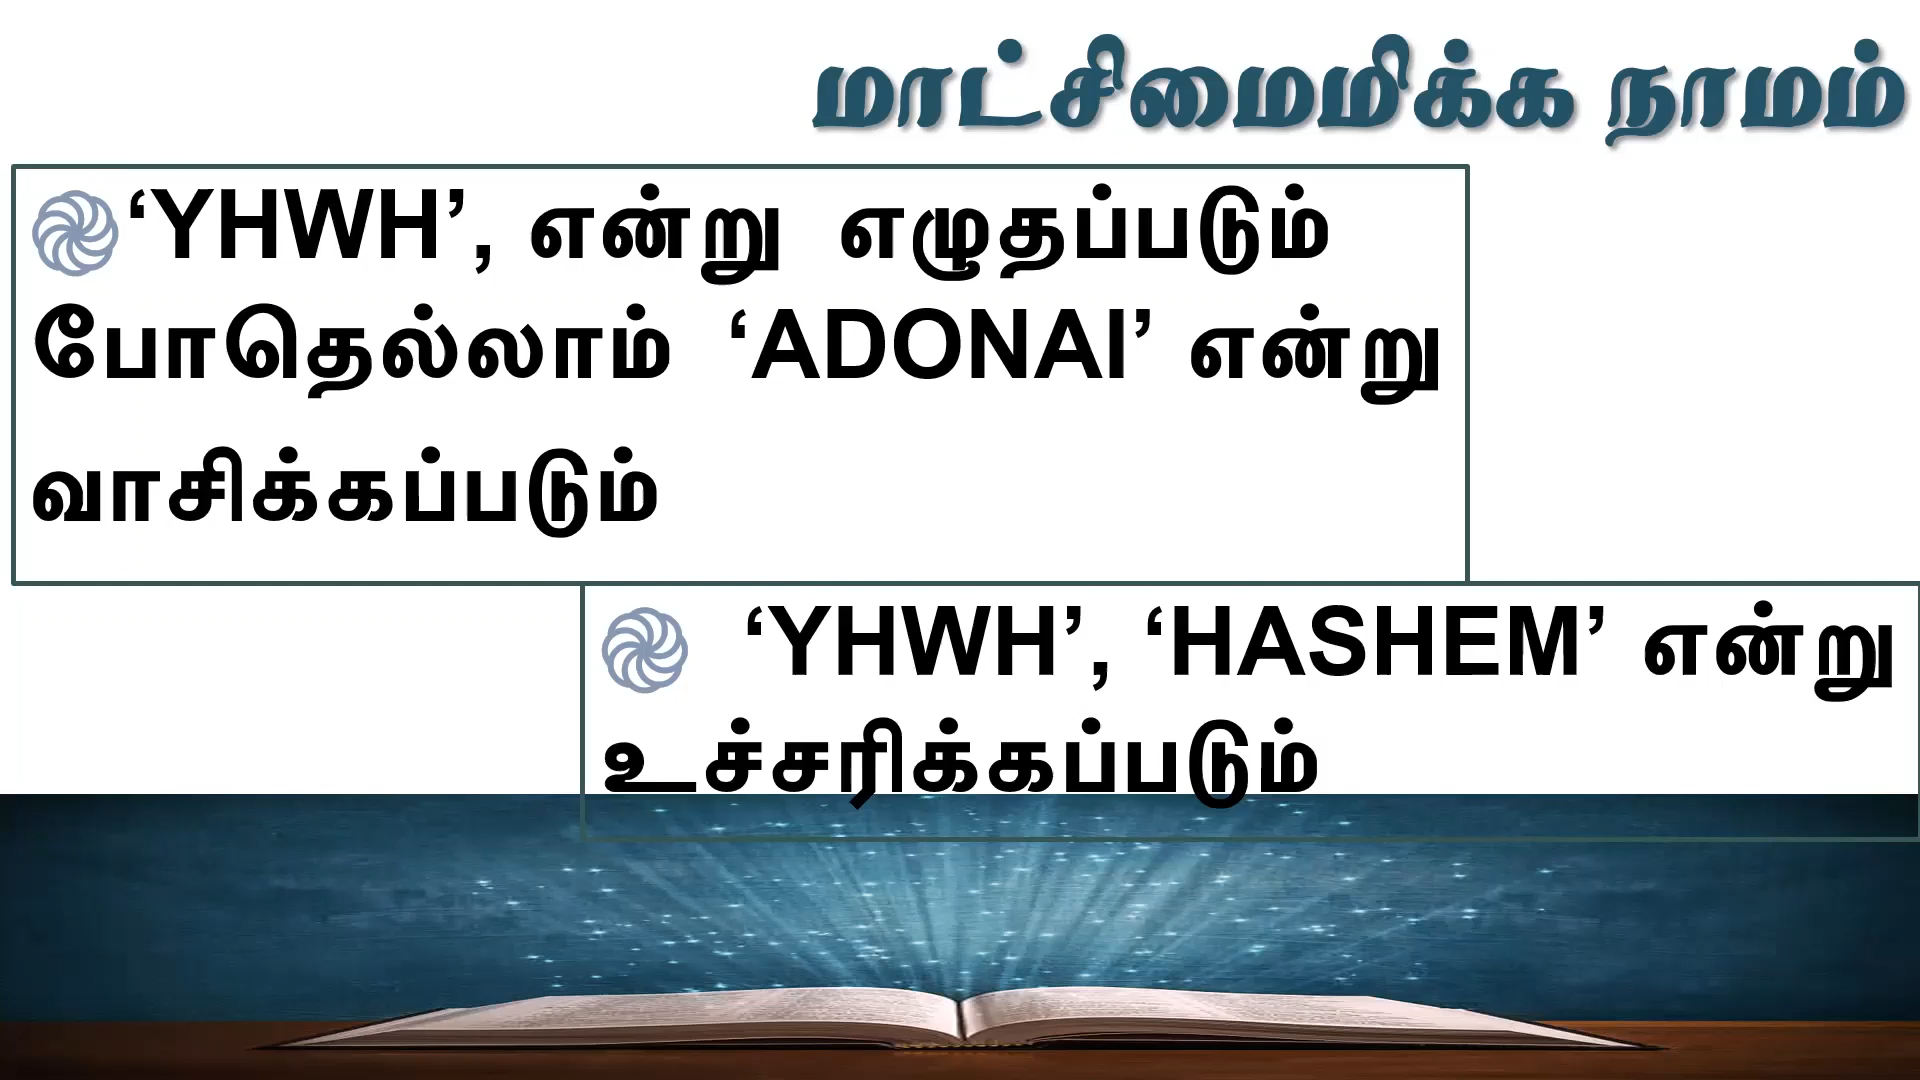 மாட்சிமைமிக்க நாமம்
‘YHWH’, என்று எழுதப்படும்
போதெல்லாம் ‘ADONAI’ என்று
வாசிக்கப்படும்
‘YHWH’, ‘HASHEM’ என்று
உச்சரிக்கப்படும்